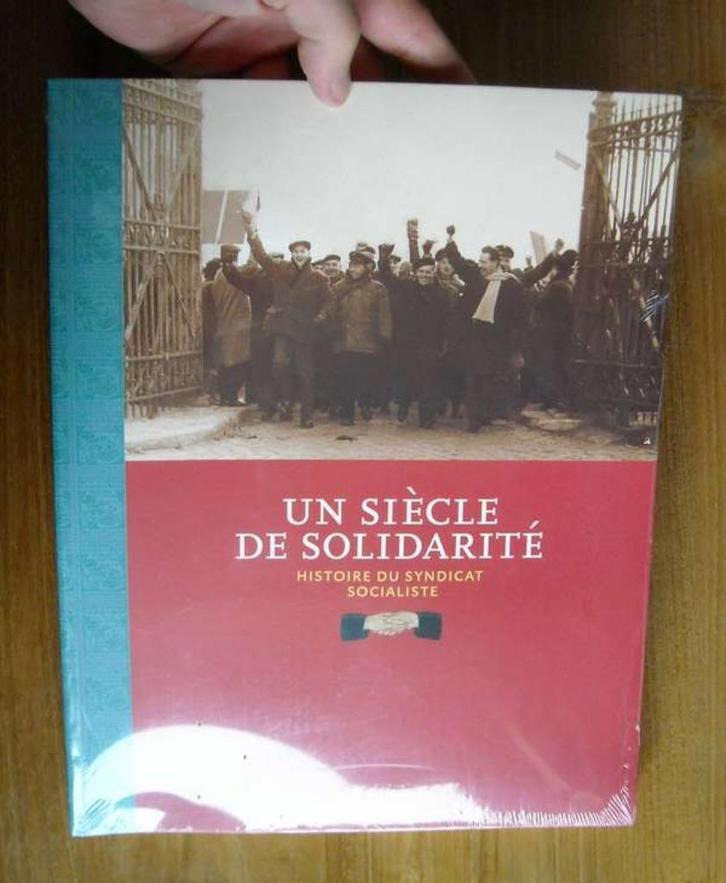 UN SIÈCLE
DE SOLIDARITÉ
HISTOIRE DU SYNDICAT
SOCIALISTE